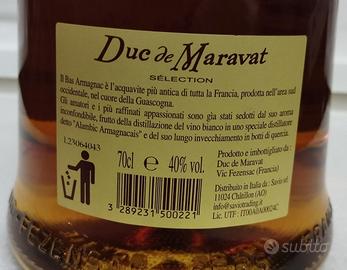 Duc de Maravat
SÉLECTION
Il Bas Armagnac è l'acquavite più antica di tutta la Francia, prodotta nell'area sud
occidentale, nel cuore della Guascogna.
Gli amatori e i più raffinati appassionati sono già stati sedotti dal suo aroma
inconfondibile, frutto della distillazione del vino bianco in uno speciale distillatore
detto "Alambic Armagnacais" e del suo lungo invecchiamento in botti di quercia.
L23064043
70cl e 40% vol.
3 289231 500221
Prodotto e imbottigliato da :
Duc de Maravat
Vic Fezensac (Francia)
Distribuito in Italia da : Savio srl.
11024 Châtillon (AO)
info@saviotrading.it
Lic. UTF : IT00A0A00024C
subito